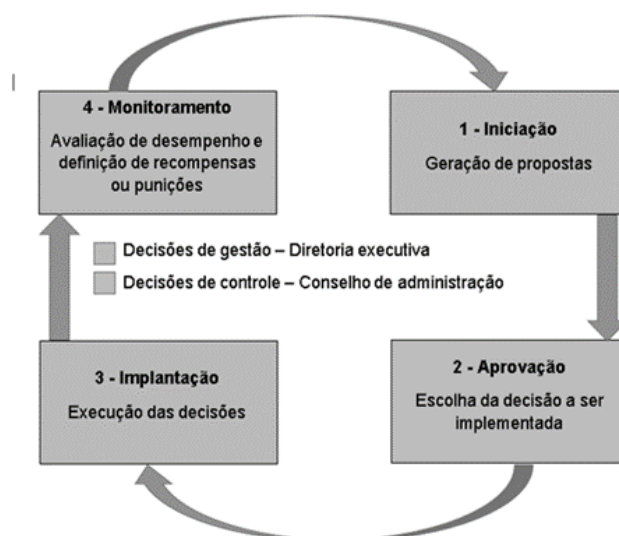 4 - Monitoramento
Avaliação de desempenho e
definição de recompensas
ou punições
1 - Iniciação
Geração de propostas
Decisões de gestão – Diretoria executiva
Decisões de controle – Conselho de administração
3 - Implantação
Execução das decisões
2 - Aprovação
Escolha da decisão a ser
implementada